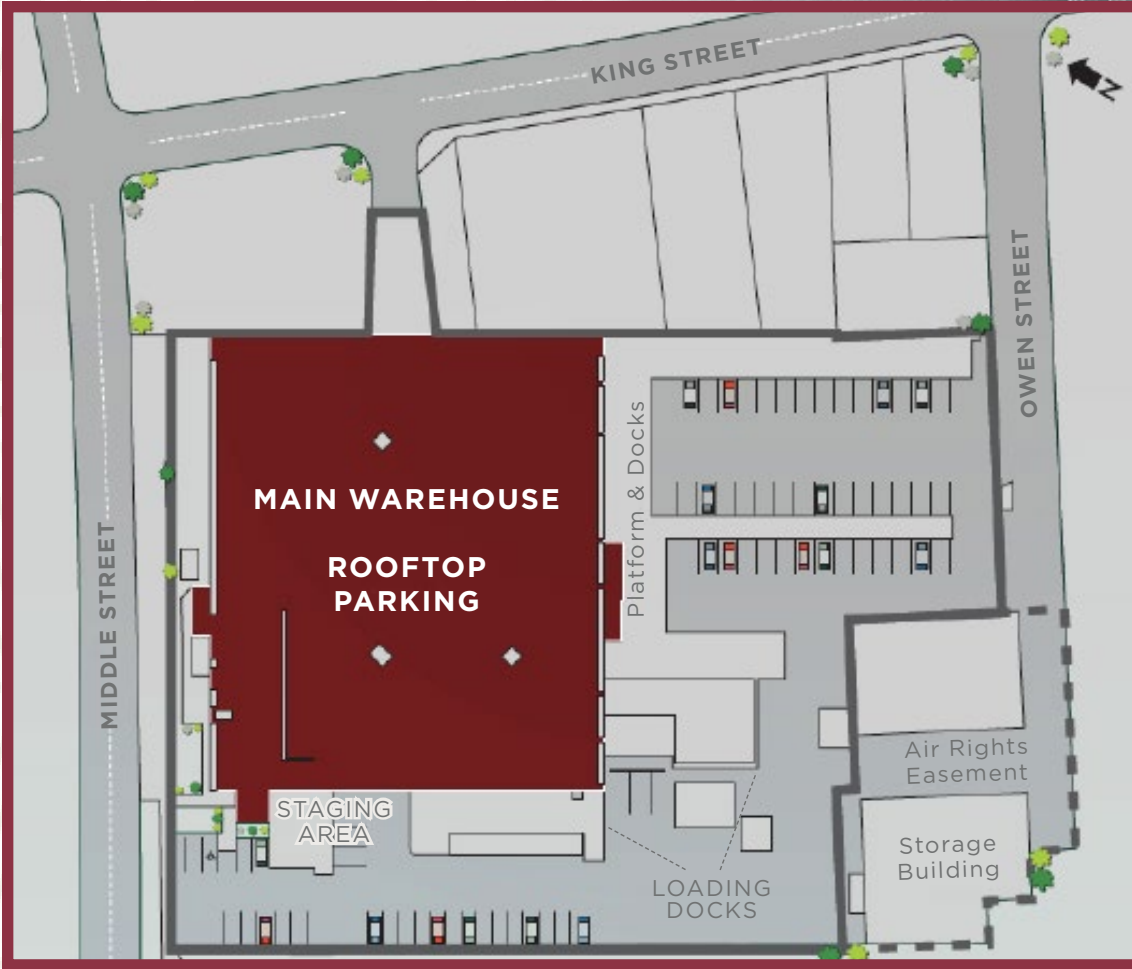 KING STREET
N
OWEN STREET
MAIN WAREHOUSE
ROOFTOP
PARKING
Platform & Docks
MIDDLE STREET
Air Rights
Easement
STAGING
AREA
Storage
Building
LOADING
DOCKS